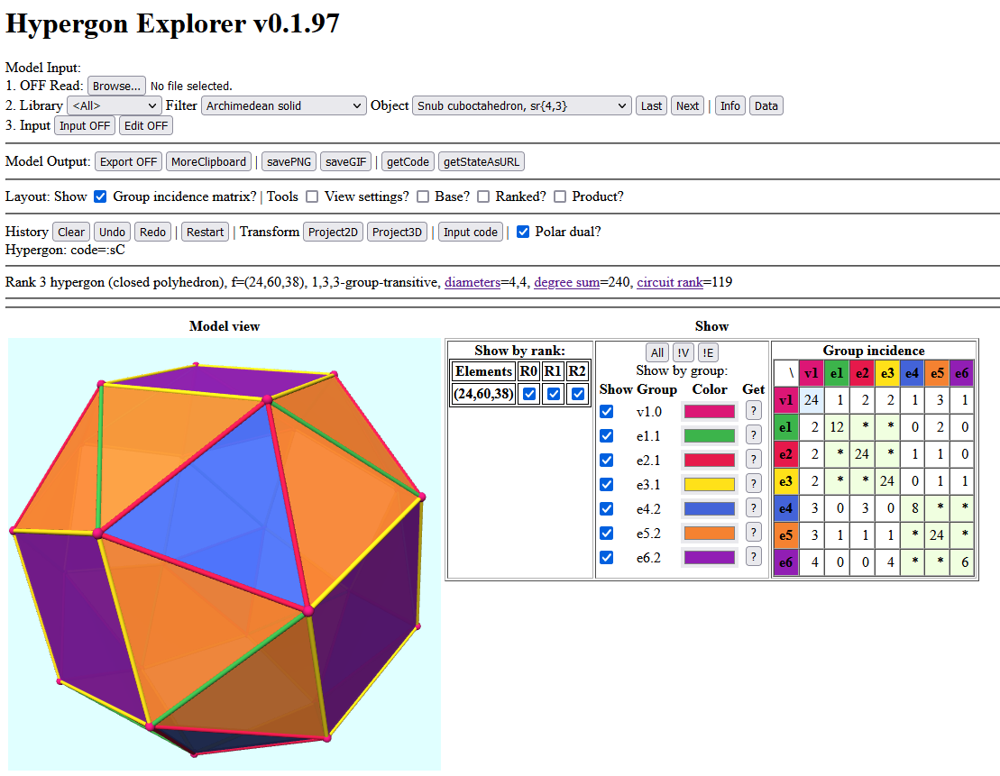 Hypergon Explorer v0.1.97
Model Input:
1. OFF Read: Browse... No file selected.
2. Library <All> Filter Archimedean solid Object Snub cuboctahedron, sr{4,3} Last Next | Info Data
3. Input Input OFF Edit OFF
Model Output: Export OFF MoreClipboard | savePNG saveGIF | getCode getStateAsURL
Layout: Show Group incidence matrix? | Tools View settings? Base? Ranked? Product?
History Clear Undo Redo | Restart | Transform Project2D Project3D | Input code | Polar dual?
Hypergon: code=:sC
Rank 3 hypergon (closed polyhedron), f=(24,60,38), 1,3,3-group-transitive, diameters=4,4, degree sum=240, circuit rank=119
Model view
Show
Show by rank:
Elements R0 R1 R2
(24,60,38)
All !V !E
Show by group:
Show Group Color Get
v1.0 ?
e1.1 ?
e2.1 ?
e3.1 ?
e4.2 ?
e5.2 ?
e6.2 ?
Group incidence
\ v1 e1 e2 e3 e4 e5 e6
v1 24 1 2 2 1 3 1
e1 2 12 * * 0 2 0
e2 2 * 24 * 1 1 0
e3 2 * * 24 0 1 1
e4 3 0 3 0 8 * *
e5 3 1 1 1 * 24 *
e6 4 0 0 4 * * 6